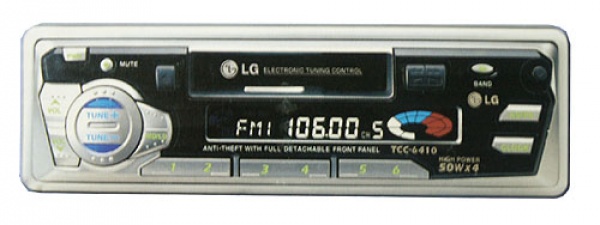 MUTE
LG ELECTRONIC TUNING CONTROL
BAND
LG
TUNE+
TUNE-
FM1 106.00 CH 5
ANTI-THEFT WITH FULL DETACHABLE FRONT PANEL
TCC-6410
HIGH POWER
50Wx4
1 2 3 4 5 6